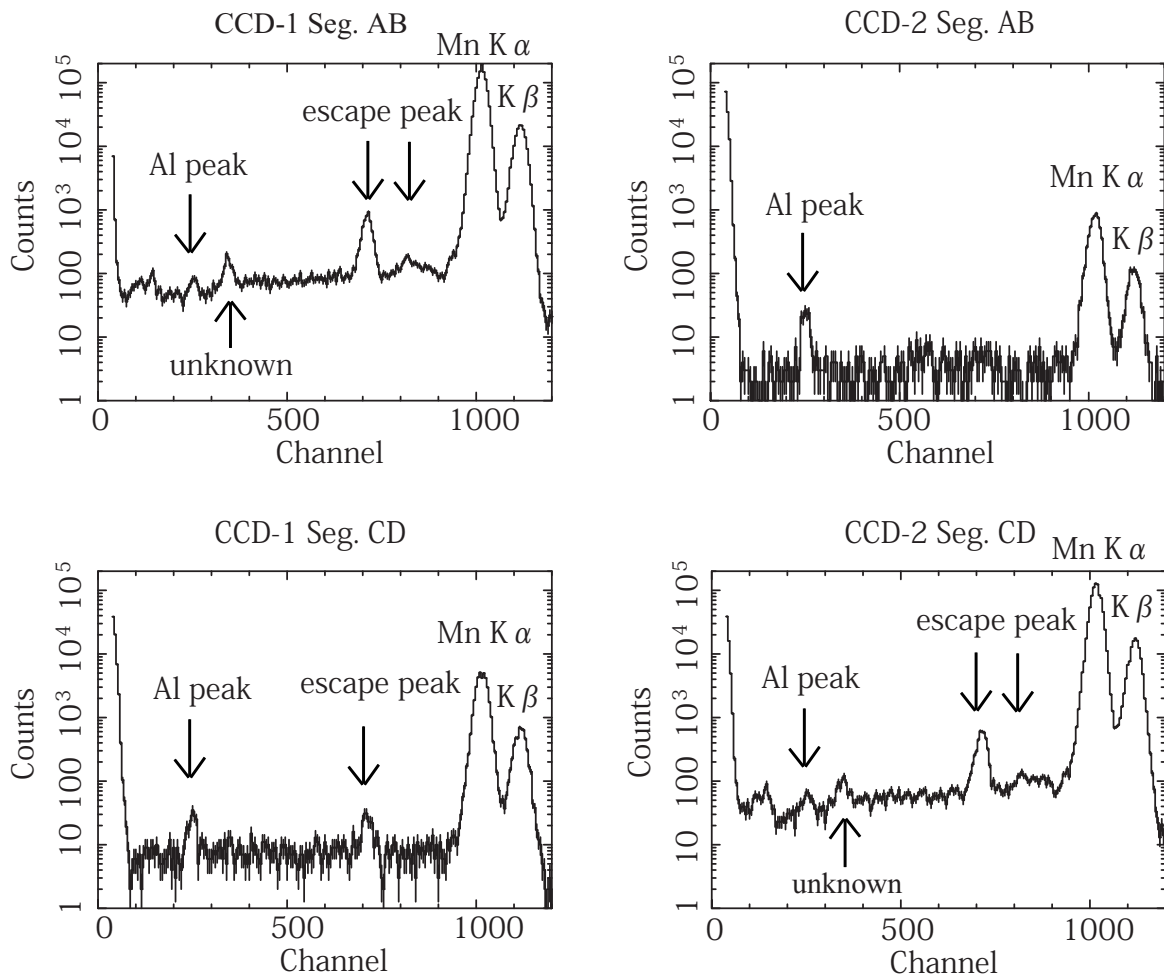 CCD-1 Seg. AB
Mn K α
K β
escape peak
Al peak
unknown
Counts
10⁵
10⁴
10³
100
10
1
0 500 1000
Channel
CCD-2 Seg. AB
Mn K α
K β
Al peak
Counts
10⁵
10⁴
10³
100
10
1
0 500 1000
Channel
CCD-1 Seg. CD
Mn K α
K β
escape peak
Al peak
Counts
10⁵
10⁴
10³
100
10
1
0 500 1000
Channel
CCD-2 Seg. CD
Mn K α
K β
escape peak
Al peak
unknown
Counts
10⁵
10⁴
10³
100
10
1
0 500 1000
Channel